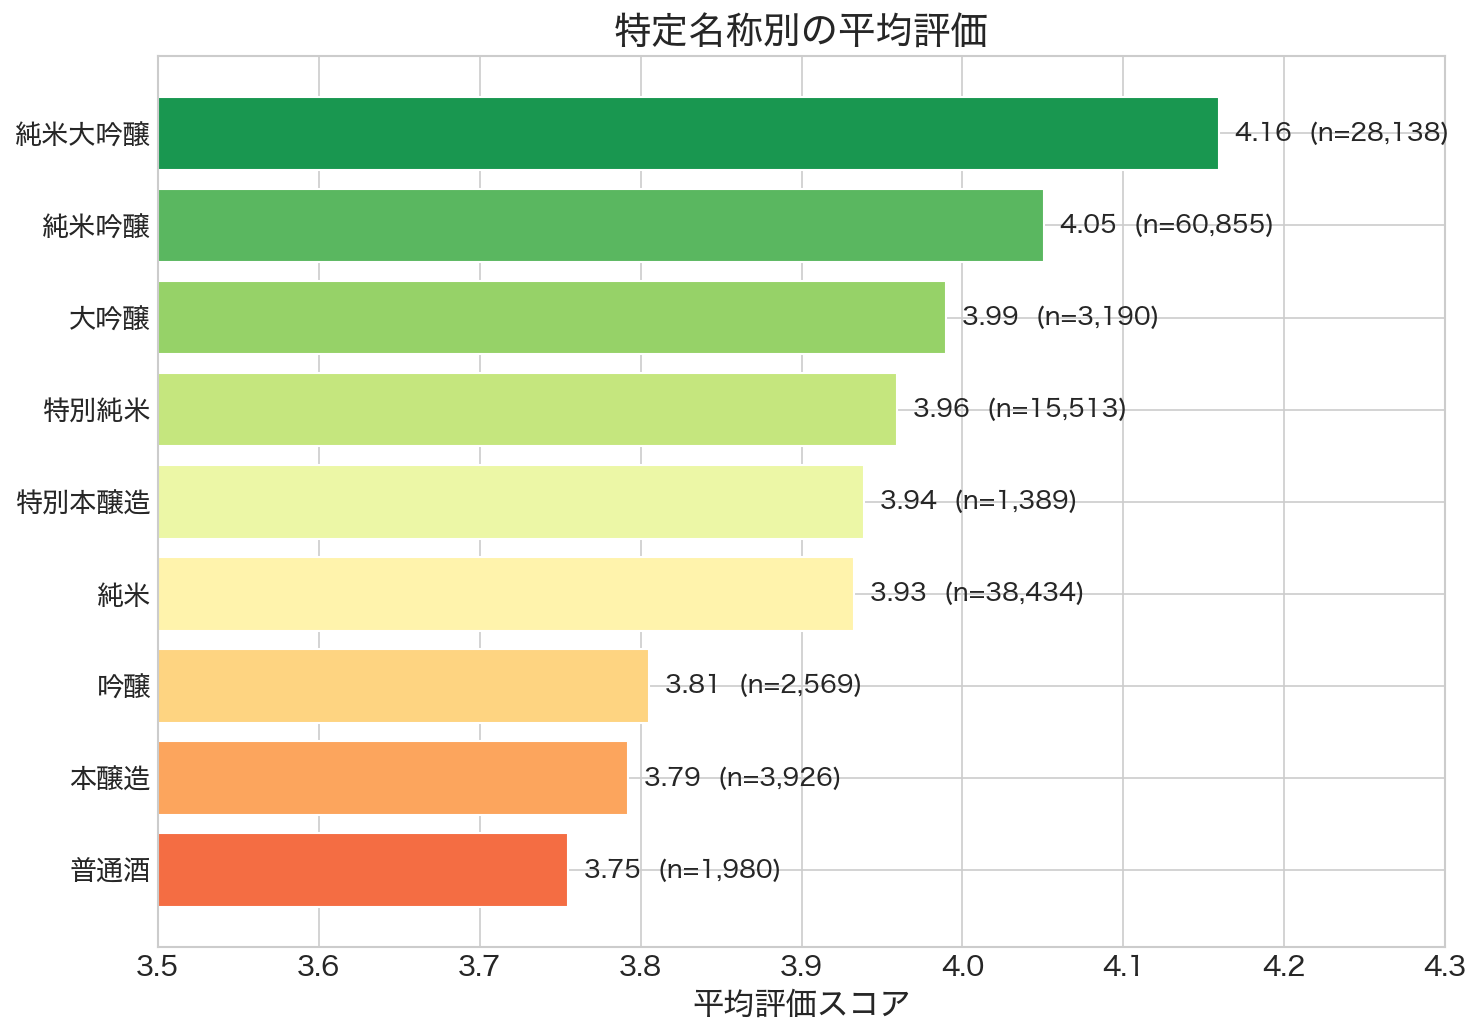 特定名称別の平均評価
純米大吟醸 4.16 (n=28,138)
純米吟醸 4.05 (n=60,855)
大吟醸 3.99 (n=3,190)
特別純米 3.96 (n=15,513)
特別本醸造 3.94 (n=1,389)
純米 3.93 (n=38,434)
吟醸 3.81 (n=2,569)
本醸造 3.79 (n=3,926)
普通酒 3.75 (n=1,980)
3.5 3.6 3.7 3.8 3.9 4.0 4.1 4.2 4.3
平均評価スコア